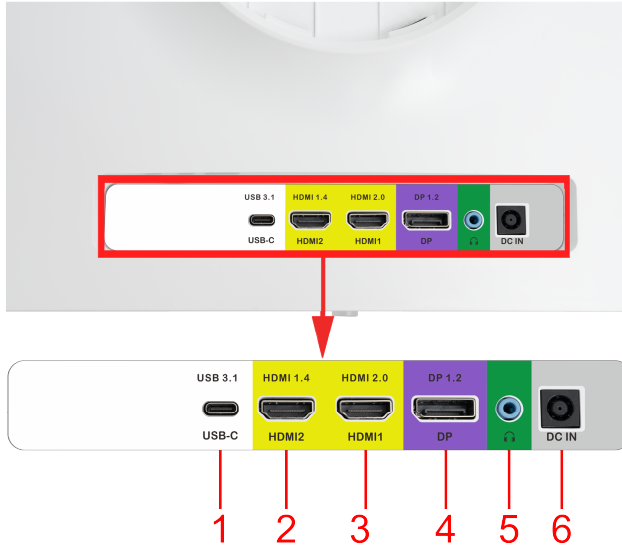 USB 3.1 HDMI 1.4 HDMI 2.0 DP 1.2
USB-C HDMI2 HDMI1 DP DC IN
USB 3.1 HDMI 1.4 HDMI 2.0 DP 1.2
USB-C HDMI2 HDMI1 DP DC IN
1 2 3 4 5 6